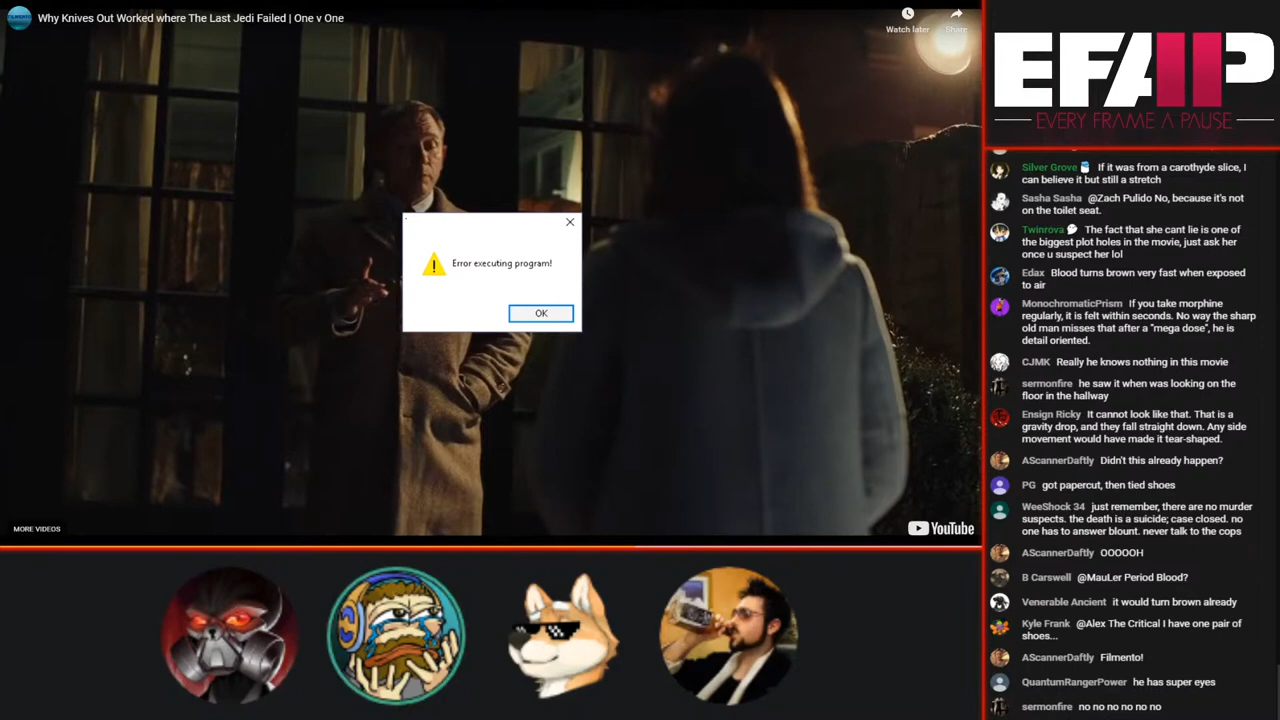 Why Knives Out Worked where The Last Jedi Failed | One v One
Watch later
Share
Error executing program!
OK
MORE VIDEOS
YouTube
EFAP
EVERY FRAME A PAUSE
Silver Grove If it was from a carothyde slice, I
can believe it but still a stretch
Sasha Sasha @Zach Pulido No, because it's not
on the toilet seat.
Twinrova The fact that she cant lie is one of
the biggest plot holes in the movie, just ask her
once u suspect her lol
Edax Blood turns brown very fast when exposed
to air
MonochromaticPrism If you take morphine
regularly, it is felt within seconds. No way the sharp
old man misses that after a "mega dose", he is
detail oriented.
CJMK Really he knows nothing in this movie
sermonfire he saw it when was looking on the
floor in the hallway
Ensign Ricky It cannot look like that. That is a
gravity drop, and they fall straight down. Any side
movement would have made it tear-shaped.
AScannerDaftly Didn't this already happen?
PG got papercut, then tied shoes
WeeShock 34 just remember, there are no murder
suspects. the death is a suicide; case closed. no
one has to answer blount. never talk to the cops
AScannerDaftly OOOOOH
B Carswell @MauLer Period Blood?
Venerable Ancient it would turn brown already
Kyle Frank @Alex The Critical I have one pair of
shoes...
AScannerDaftly Filmento!
QuantumRangerPower he has super eyes
sermonfire no no no no no no